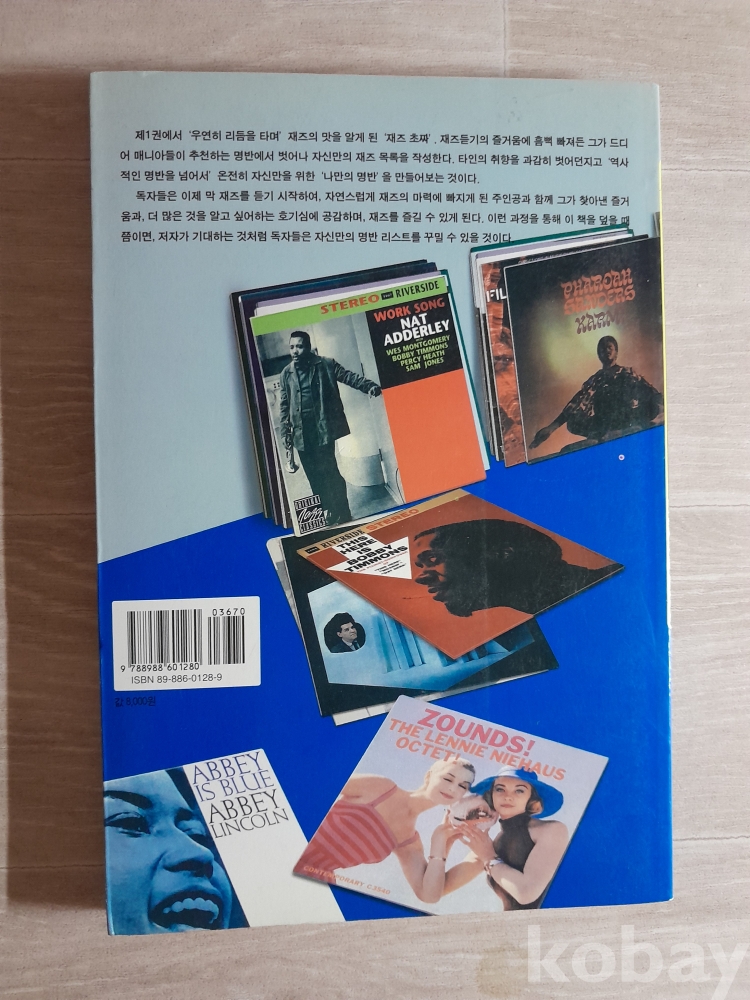 제1권에서 '우연히 리듬을 타며' 재즈의 맛을 알게 된 '재즈 초짜'. 재즈듣기의 즐거움에 흠뻑 빠져든 그가 드디
어 매니아들이 추천하는 명반에서 벗어나 자신만의 재즈 목록을 작성한다. 타인의 취향을 과감히 벗어던지고 '역사
적인 명반을 넘어서' 온전히 자신만을 위한 '나만의 명반' 을 만들어보는 것이다.
독자들은 이제 막 재즈를 듣기 시작하여, 자연스럽게 재즈의 마력에 빠지게 된 주인공과 함께 그가 찾아낸 즐거
움과, 더 많은 것을 알고 싶어하는 호기심에 공감하며, 재즈를 즐길 수 있게 된다. 이런 과정을 통해 이 책을 덮을 때
쯤이면, 저자가 기대하는 것처럼 독자들은 자신만의 명반 리스트를 꾸밀 수 있을 것이다.
STEREO RIVERSIDE
WORK SONG
NAT
ADDERLEY
WES MONTGOMERY
BOBBY TIMMONS
PERCY HEATH
SAM JONES
ORIGINAL
Jazz
CLASSICS
FIL
PHAROAH
SANDERS
KARM
RIVERSIDE STEREO
THIS
HERE
IS
BOBBY
TIMMONS
03670
9 788988 601280
ISBN 89-886-0128-9
값 8,000원
ABBEY
IS BLUE
ABBEY
LINCOLN
ZOUNDS!
THE LENNIE NIEHAUS
OCTET!
CONTEMPORARY C 3540
kobay